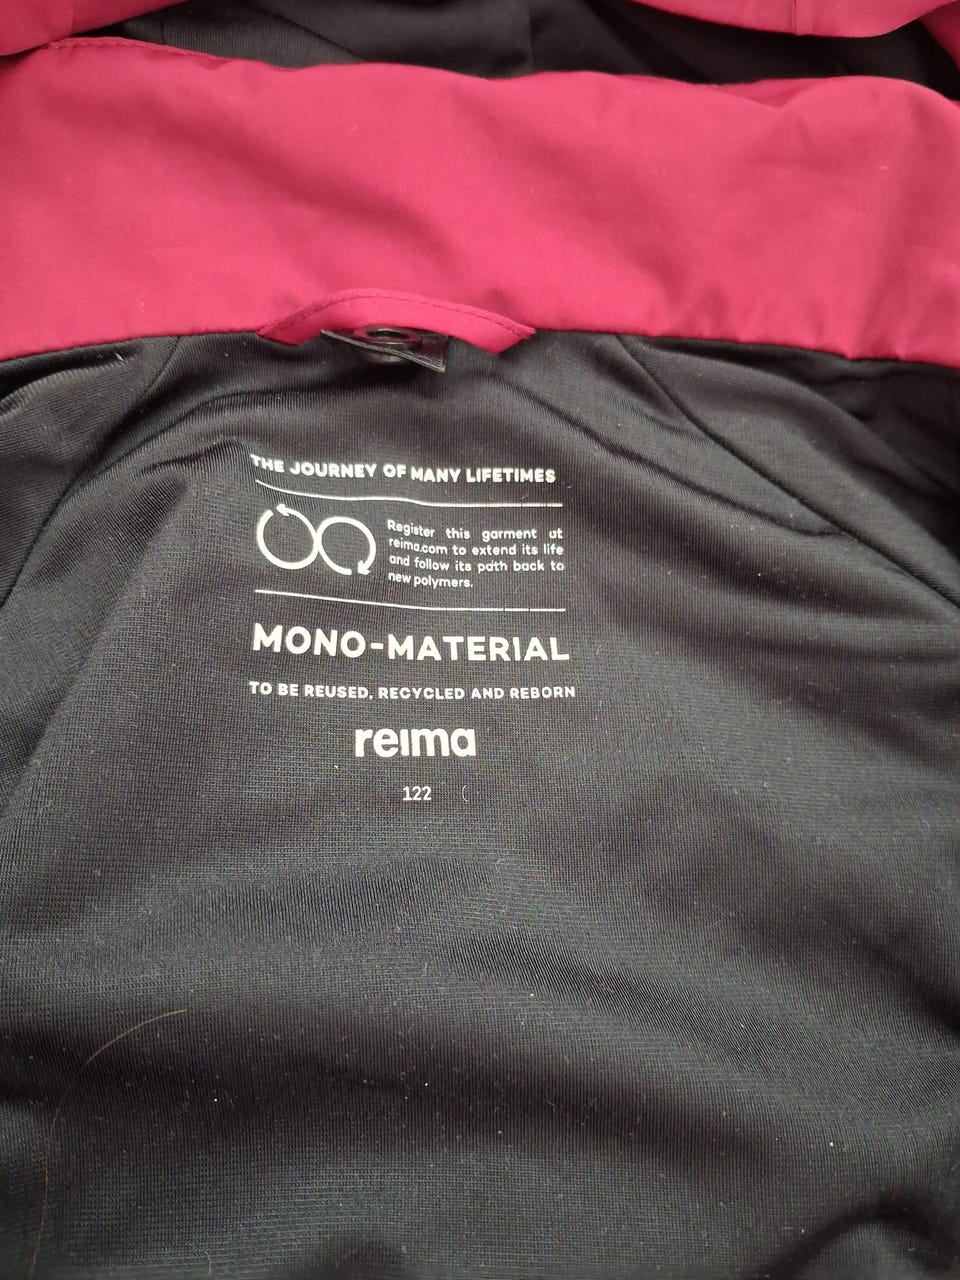 THE JOURNEY OF MANY LIFETIMES
Register this garment at
reima.com to extend its life
and follow its path back to
new polymers.
MONO-MATERIAL
TO BE REUSED, RECYCLED AND REBORN
reima
122